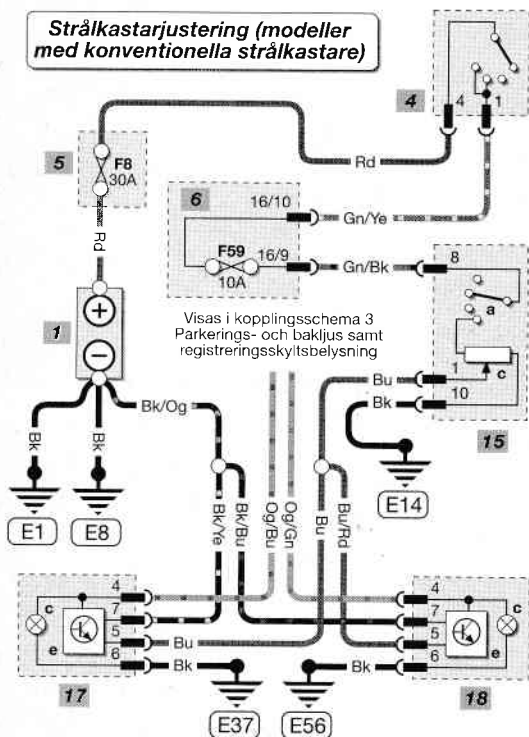 Strålkastarjustering (modeller
med konventionella strålkastare)
4
4
1
5
F8
30A
Rd
6
16/10
Gn/Ye
F59
10A
16/9
Gn/Bk
8
a
Rd
1
+
−
Visas i kopplingsschema 3
Parkerings- och bakljus samt
registreringsskyltsbelysning
1
c
10
15
Bu
Bk
Bk/Og
Bk
Bk
E1
E8
E14
Bk/Ye
Bk/Bu
Og/Bu
Og/Gn
Bu
Bu/Rd
4
7
5
6
c
e
17
Bu
Bk
E37
E56
Bk
4
7
5
6
c
e
18